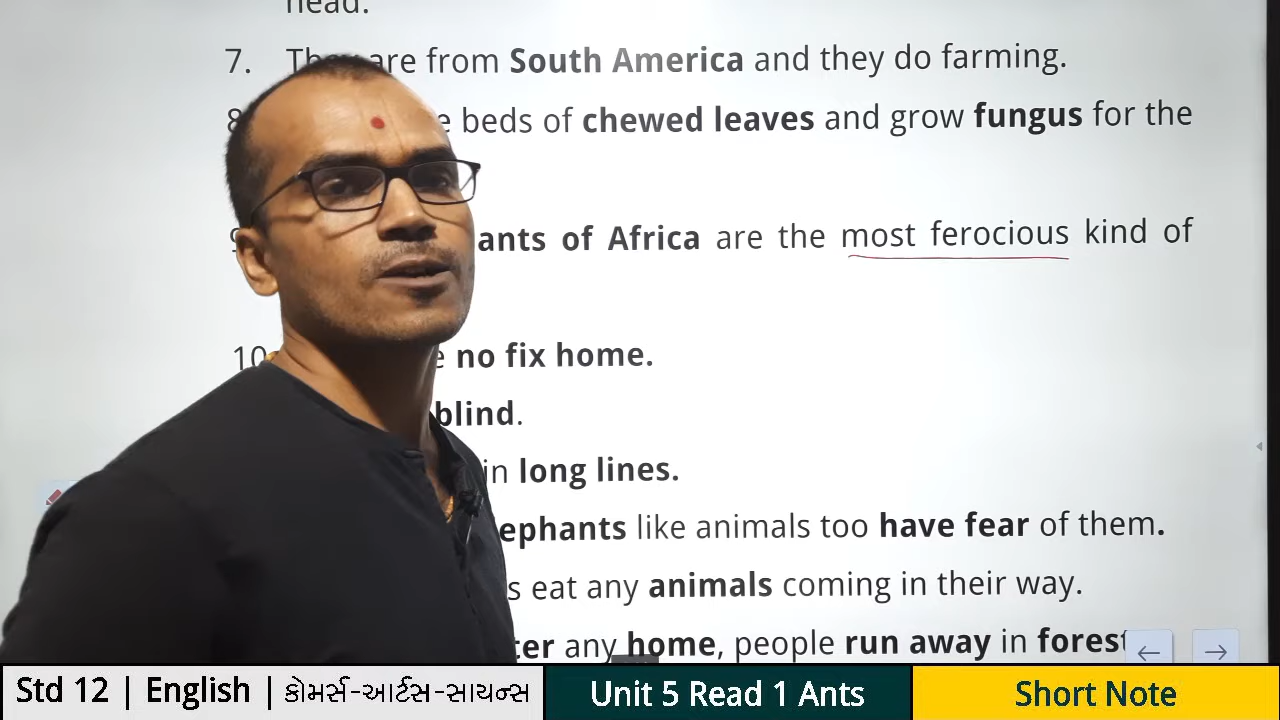 head.
7. They are from South America and they do farming.
8 beds of chewed leaves and grow fungus for the
9 ants of Africa are the most ferocious kind of
10 no fix home.
blind.
in long lines.
ephants like animals too have fear of them.
s eat any animals coming in their way.
ter any home, people run away in forest
Std 12 | English | કોમર્સ-આર્ટસ-સાયન્સ
Unit 5 Read 1 Ants
Short Note